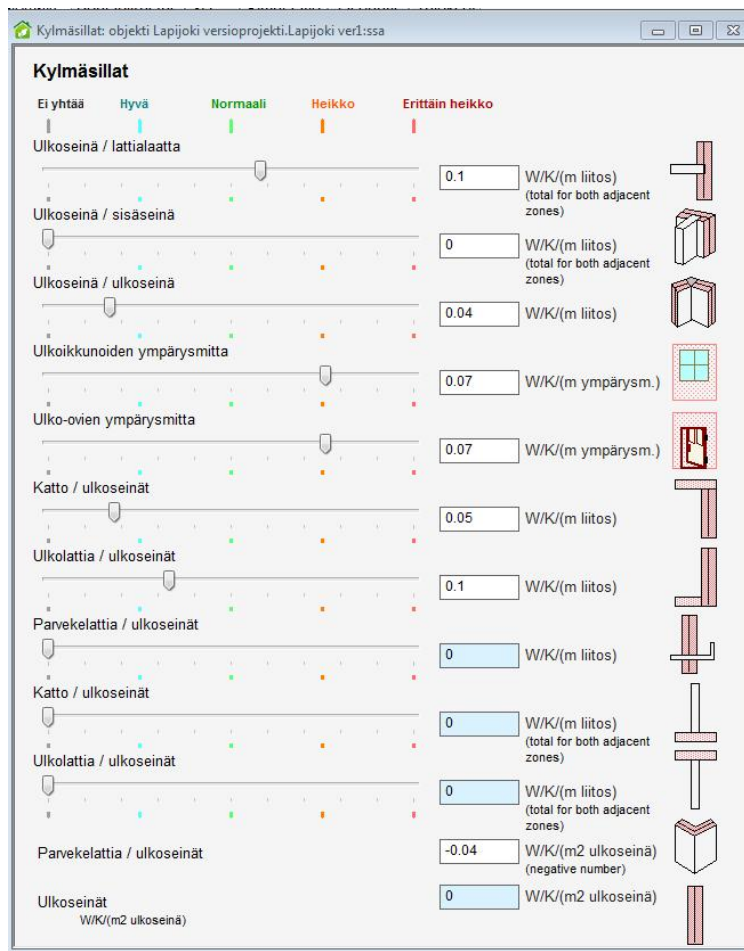 Kylmäsillat: objekti Lapijoki versioprojekti.Lapijoki ver1:ssa
Kylmäsillat
Ei yhtää Hyvä Normaali Heikko Erittäin heikko
Ulkoseinä / lattialaatta
0.1 W/K/(m liitos)
(total for both adjacent
zones)
Ulkoseinä / sisäseinä
0 W/K/(m liitos)
(total for both adjacent
zones)
Ulkoseinä / ulkoseinä
0.04 W/K/(m liitos)
Ulkoikkunoiden ympärysmitta
0.07 W/K/(m ympärysm.)
Ulko-ovien ympärysmitta
0.07 W/K/(m ympärysm.)
Katto / ulkoseinät
0.05 W/K/(m liitos)
Ulkolattia / ulkoseinät
0.1 W/K/(m liitos)
Parvekelattia / ulkoseinät
0 W/K/(m liitos)
Katto / ulkoseinät
0 W/K/(m liitos)
(total for both adjacent
zones)
Ulkolattia / ulkoseinät
0 W/K/(m liitos)
(total for both adjacent
zones)
Parvekelattia / ulkoseinät
-0.04 W/K/(m2 ulkoseinä)
(negative number)
0 W/K/(m2 ulkoseinä)
Ulkoseinät
W/K/(m2 ulkoseinä)